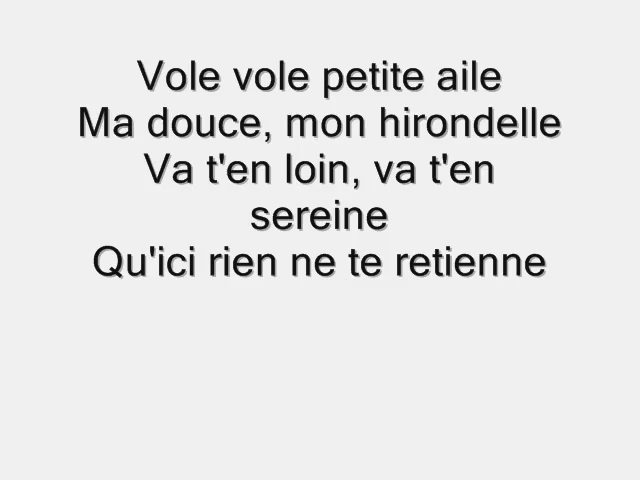 Vole vole petite aile
Ma douce, mon hirondelle
Va t'en loin, va t'en
sereine
Qu'ici rien ne te retienne